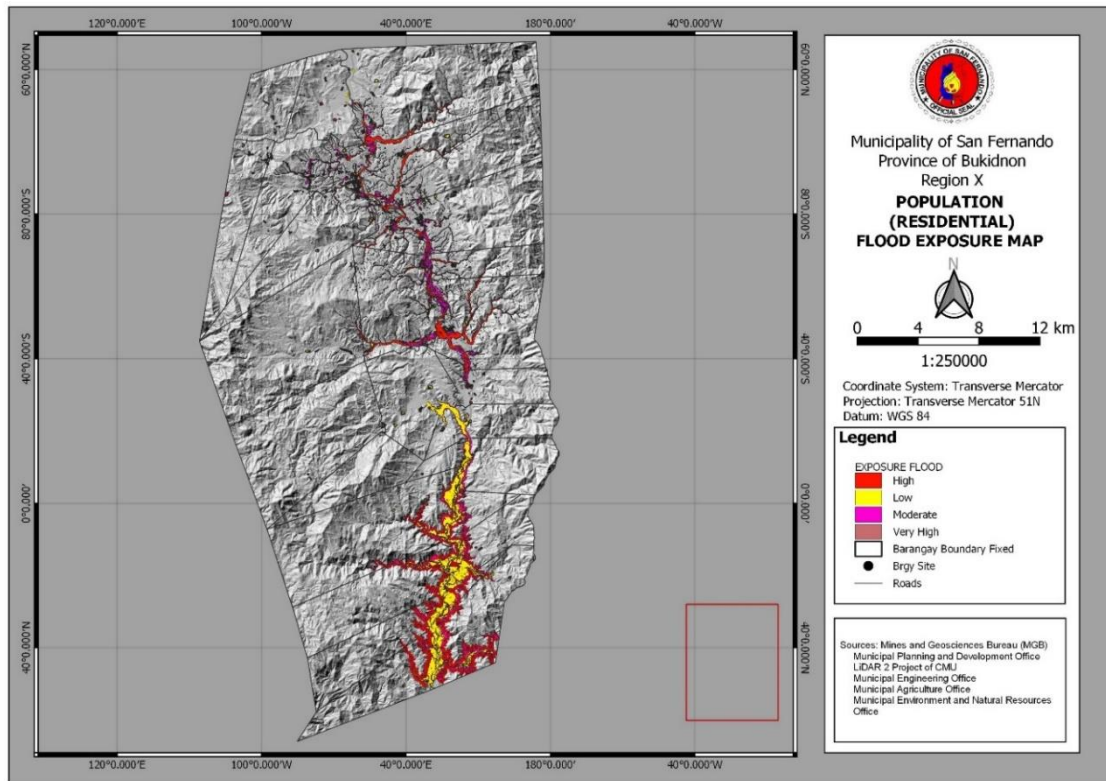 120°0.000'E 100°0.000'W 40°0.000'E 180°0.000' 40°0.000'W
60°0.000'N
80°0.000'S
40°0.000'S
0°0.000'
40°0.000'N
60°0.000'N
80°0.000'S
40°0.000'S
0°0.000'
40°0.000'N
120°0.000'E 100°0.000'W 40°0.000'E 180°0.000' 40°0.000'W
MUNICIPALITY OF SAN FERNANDO
OFFICIAL SEAL
Municipality of San Fernando
Province of Bukidnon
Region X
POPULATION
(RESIDENTIAL)
FLOOD EXPOSURE MAP
N
0 4 8 12 km
1:250000
Coordinate System: Transverse Mercator
Projection: Transverse Mercator 51N
Datum: WGS 84
Legend
EXPOSURE FLOOD
High
Low
Moderate
Very High
Barangay Boundary Fixed
Brgy Site
Roads
Sources: Mines and Geosciences Bureau (MGB)
Municipal Planning and Development Office
LiDAR 2 Project of CMU
Municipal Engineering Office
Municipal Agriculture Office
Municipal Environment and Natural Resources
Office